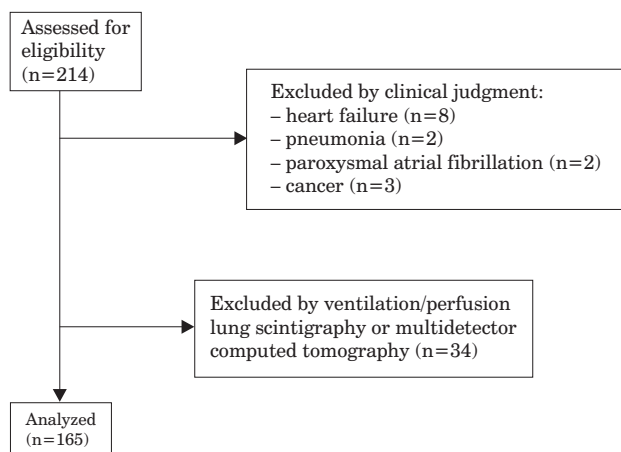 Assessed for
eligibility
(n=214)
Excluded by clinical judgment:
– heart failure (n=8)
– pneumonia (n=2)
– paroxysmal atrial fibrillation (n=2)
– cancer (n=3)
Excluded by ventilation/perfusion
lung scintigraphy or multidetector
computed tomography (n=34)
Analyzed
(n=165)